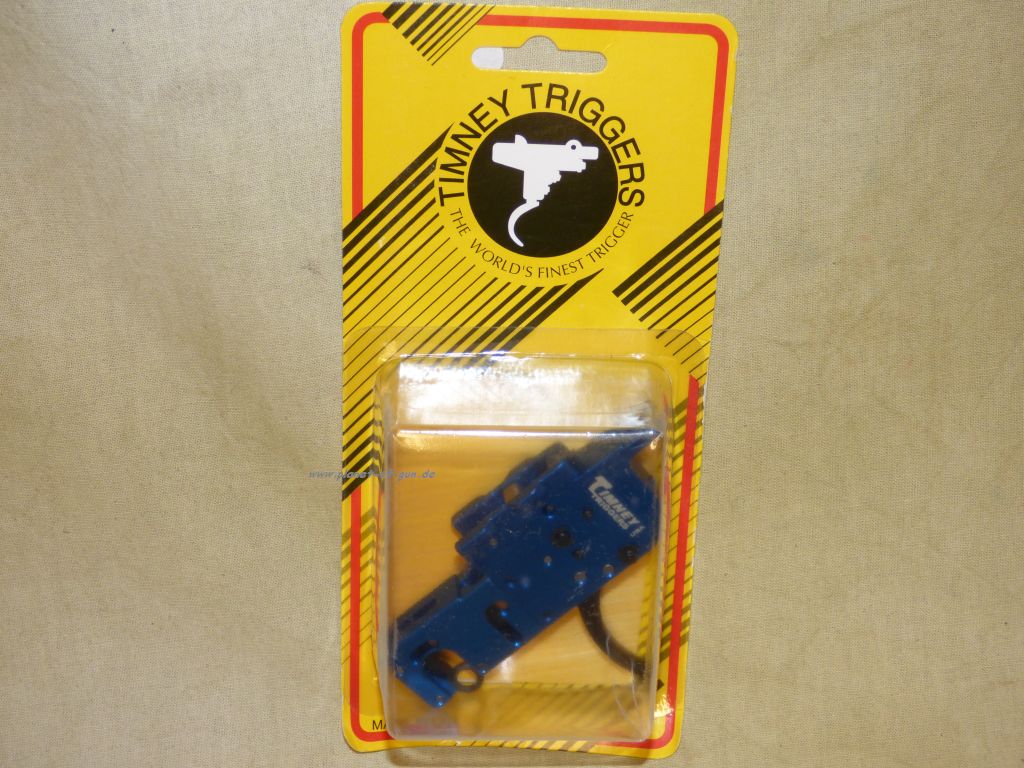 TIMNEY TRIGGERS
THE WORLD'S FINEST TRIGGER
TIMNEY
TRIGGERS